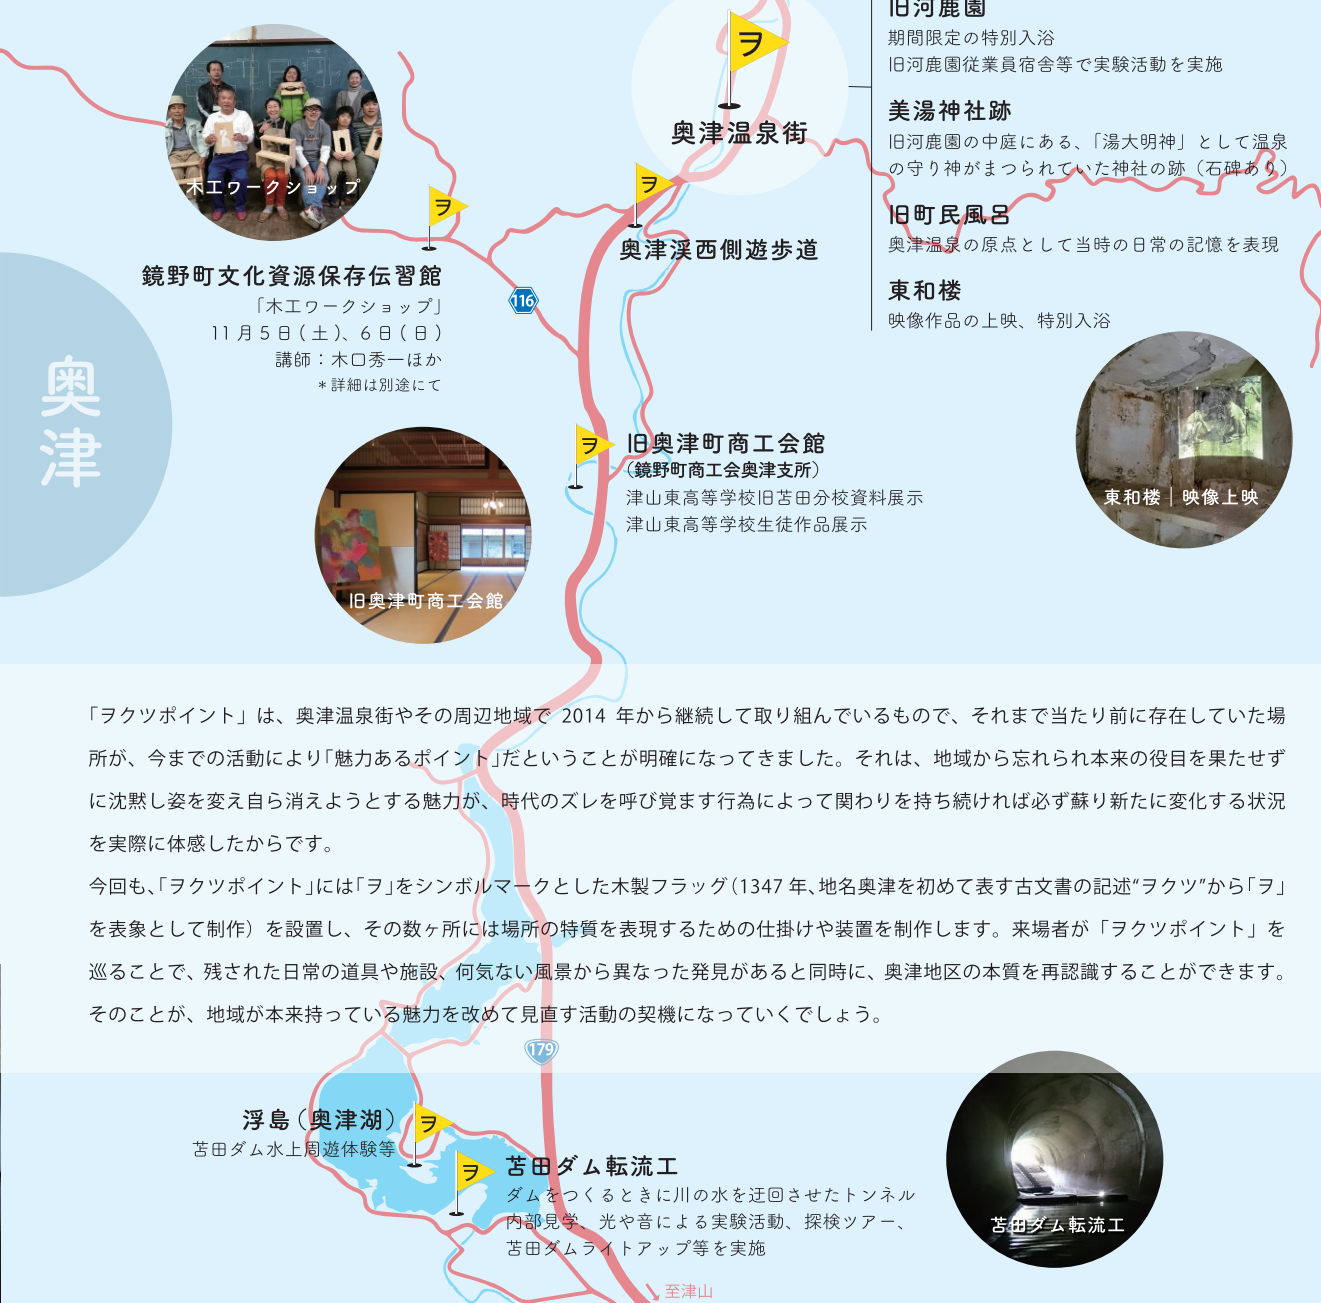 旧河鹿園
期間限定の特別入浴
旧河鹿園従業員宿舎等で実験活動を実施
美湯神社跡
旧河鹿園の中庭にある、「湯大明神」として温泉
の守り神がまつられていた神社の跡（石碑あり）
旧町民風呂
奥津温泉の原点として当時の日常の記憶を表現
東和楼
映像作品の上映、特別入浴
ヲ
奥津温泉街
ヲ
奥津渓西側遊歩道
木工ワークショップ
ヲ
鏡野町文化資源保存伝習館
「木工ワークショップ」
11月5日(土)、6日(日)
講師：木口秀一ほか
＊詳細は別途にて
116
奥津
ヲ
旧奥津町商工会館
（鏡野町商工会奥津支所）
津山東高等学校旧苫田分校資料展示
津山東高等学校生徒作品展示
旧奥津町商工会館
東和楼｜映像上映
「ヲクツポイント」は、奥津温泉街やその周辺地域で 2014 年から継続して取り組んでいるもので、それまで当たり前に存在していた場
所が、今までの活動により「魅力あるポイント」だということが明確になってきました。それは、地域から忘れられ本来の役目を果たせず
に沈黙し姿を変え自ら消えようとする魅力が、時代のズレを呼び覚ます行為によって関わりを持ち続ければ必ず蘇り新たに変化する状況
を実際に体感したからです。
今回も、「ヲクツポイント」には「ヲ」をシンボルマークとした木製フラッグ（1347 年、地名奥津を初めて表す古文書の記述“ヲクツ”から「ヲ」
を表象として制作）を設置し、その数ヶ所には場所の特質を表現するための仕掛けや装置を制作します。来場者が「ヲクツポイント」を
巡ることで、残された日常の道具や施設、何気ない風景から異なった発見があると同時に、奥津地区の本質を再認識することができます。
そのことが、地域が本来持っている魅力を改めて見直す活動の契機になっていくでしょう。
179
浮島（奥津湖）
苫田ダム水上周遊体験等
ヲ
ヲ
苫田ダム転流工
ダムをつくるときに川の水を迂回させたトンネル
内部見学、光や音による実験活動、探検ツアー、
苫田ダムライトアップ等を実施
苫田ダム転流工
至津山